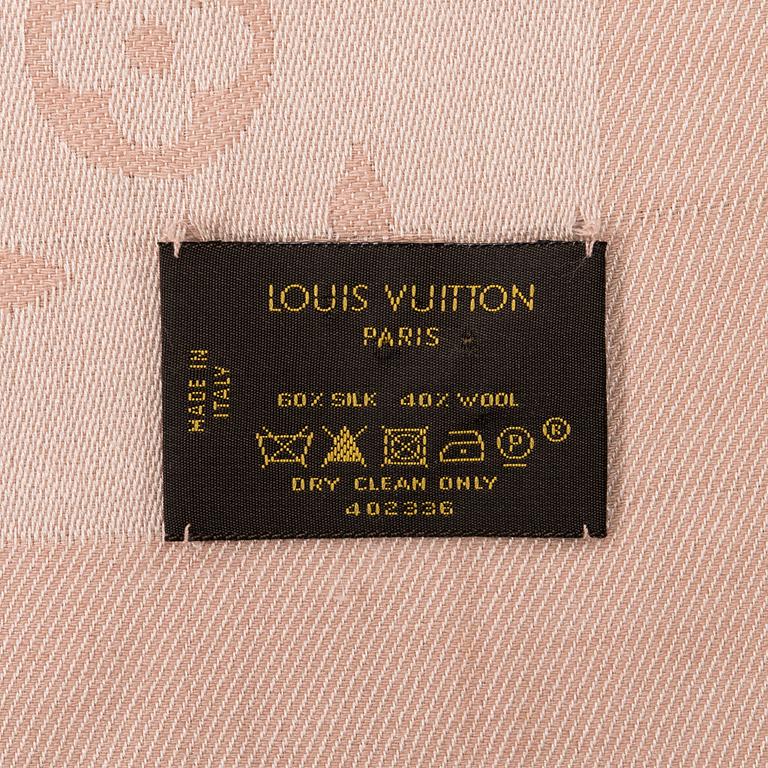 LOUIS VUITTON
PARIS
MADE IN
ITALY
60% SILK 40% WOOL
P
®
DRY CLEAN ONLY
402336